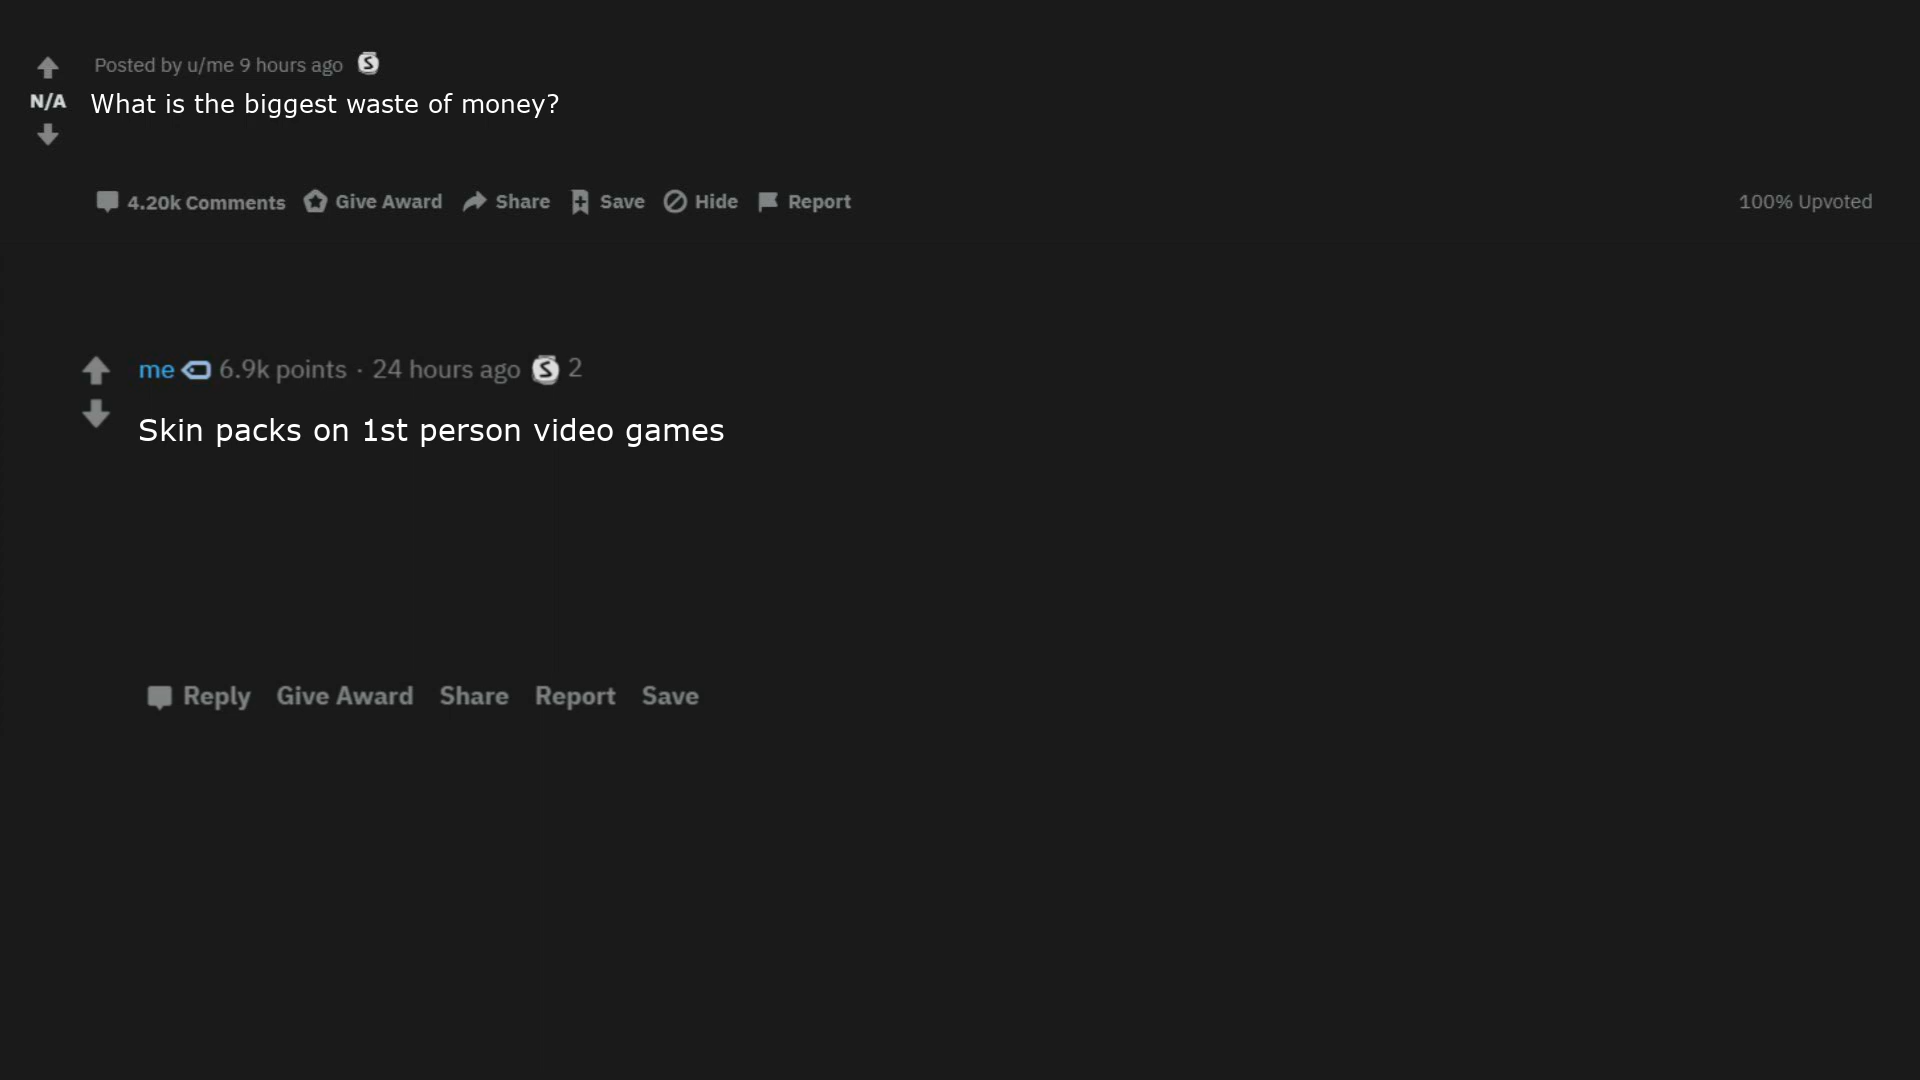 Posted by u/me 9 hours ago S
N/A What is the biggest waste of money?
4.20k Comments Give Award Share Save Hide Report 100% Upvoted
me 6.9k points · 24 hours ago S 2
Skin packs on 1st person video games
Reply Give Award Share Report Save